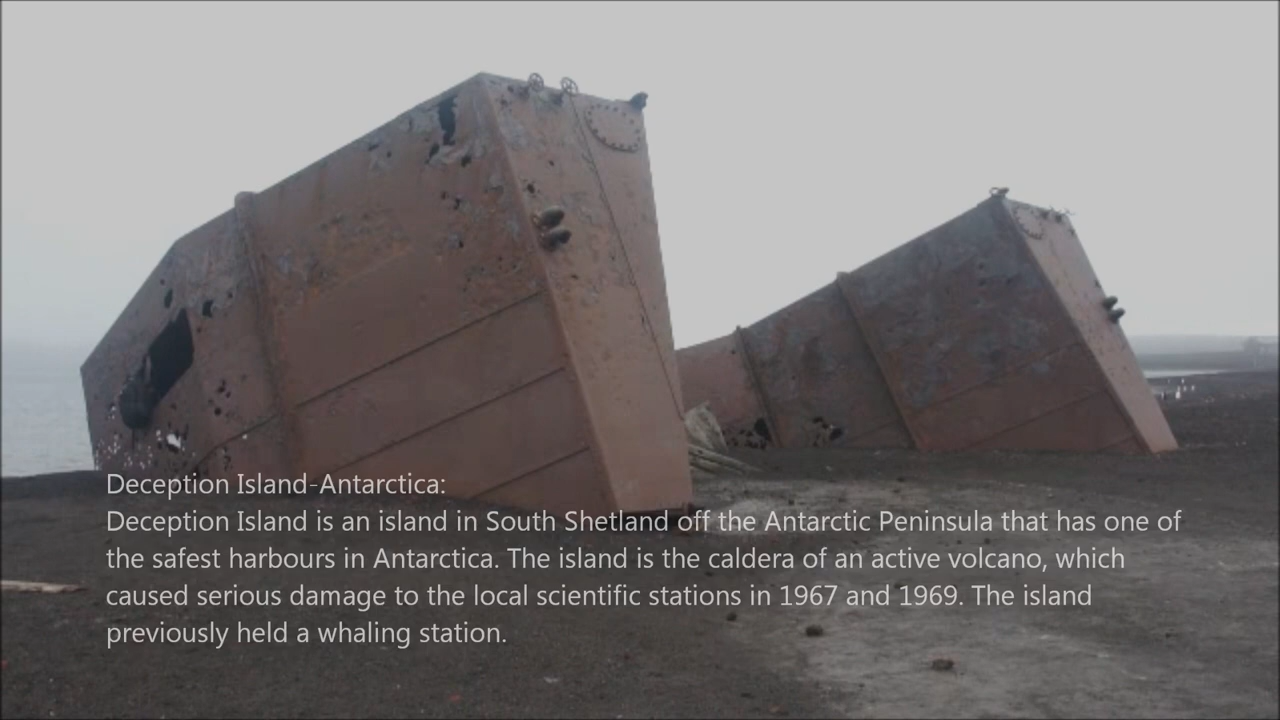 Deception Island-Antarctica:
Deception Island is an island in South Shetland off the Antarctic Peninsula that has one of
the safest harbours in Antarctica. The island is the caldera of an active volcano, which
caused serious damage to the local scientific stations in 1967 and 1969. The island
previously held a whaling station.